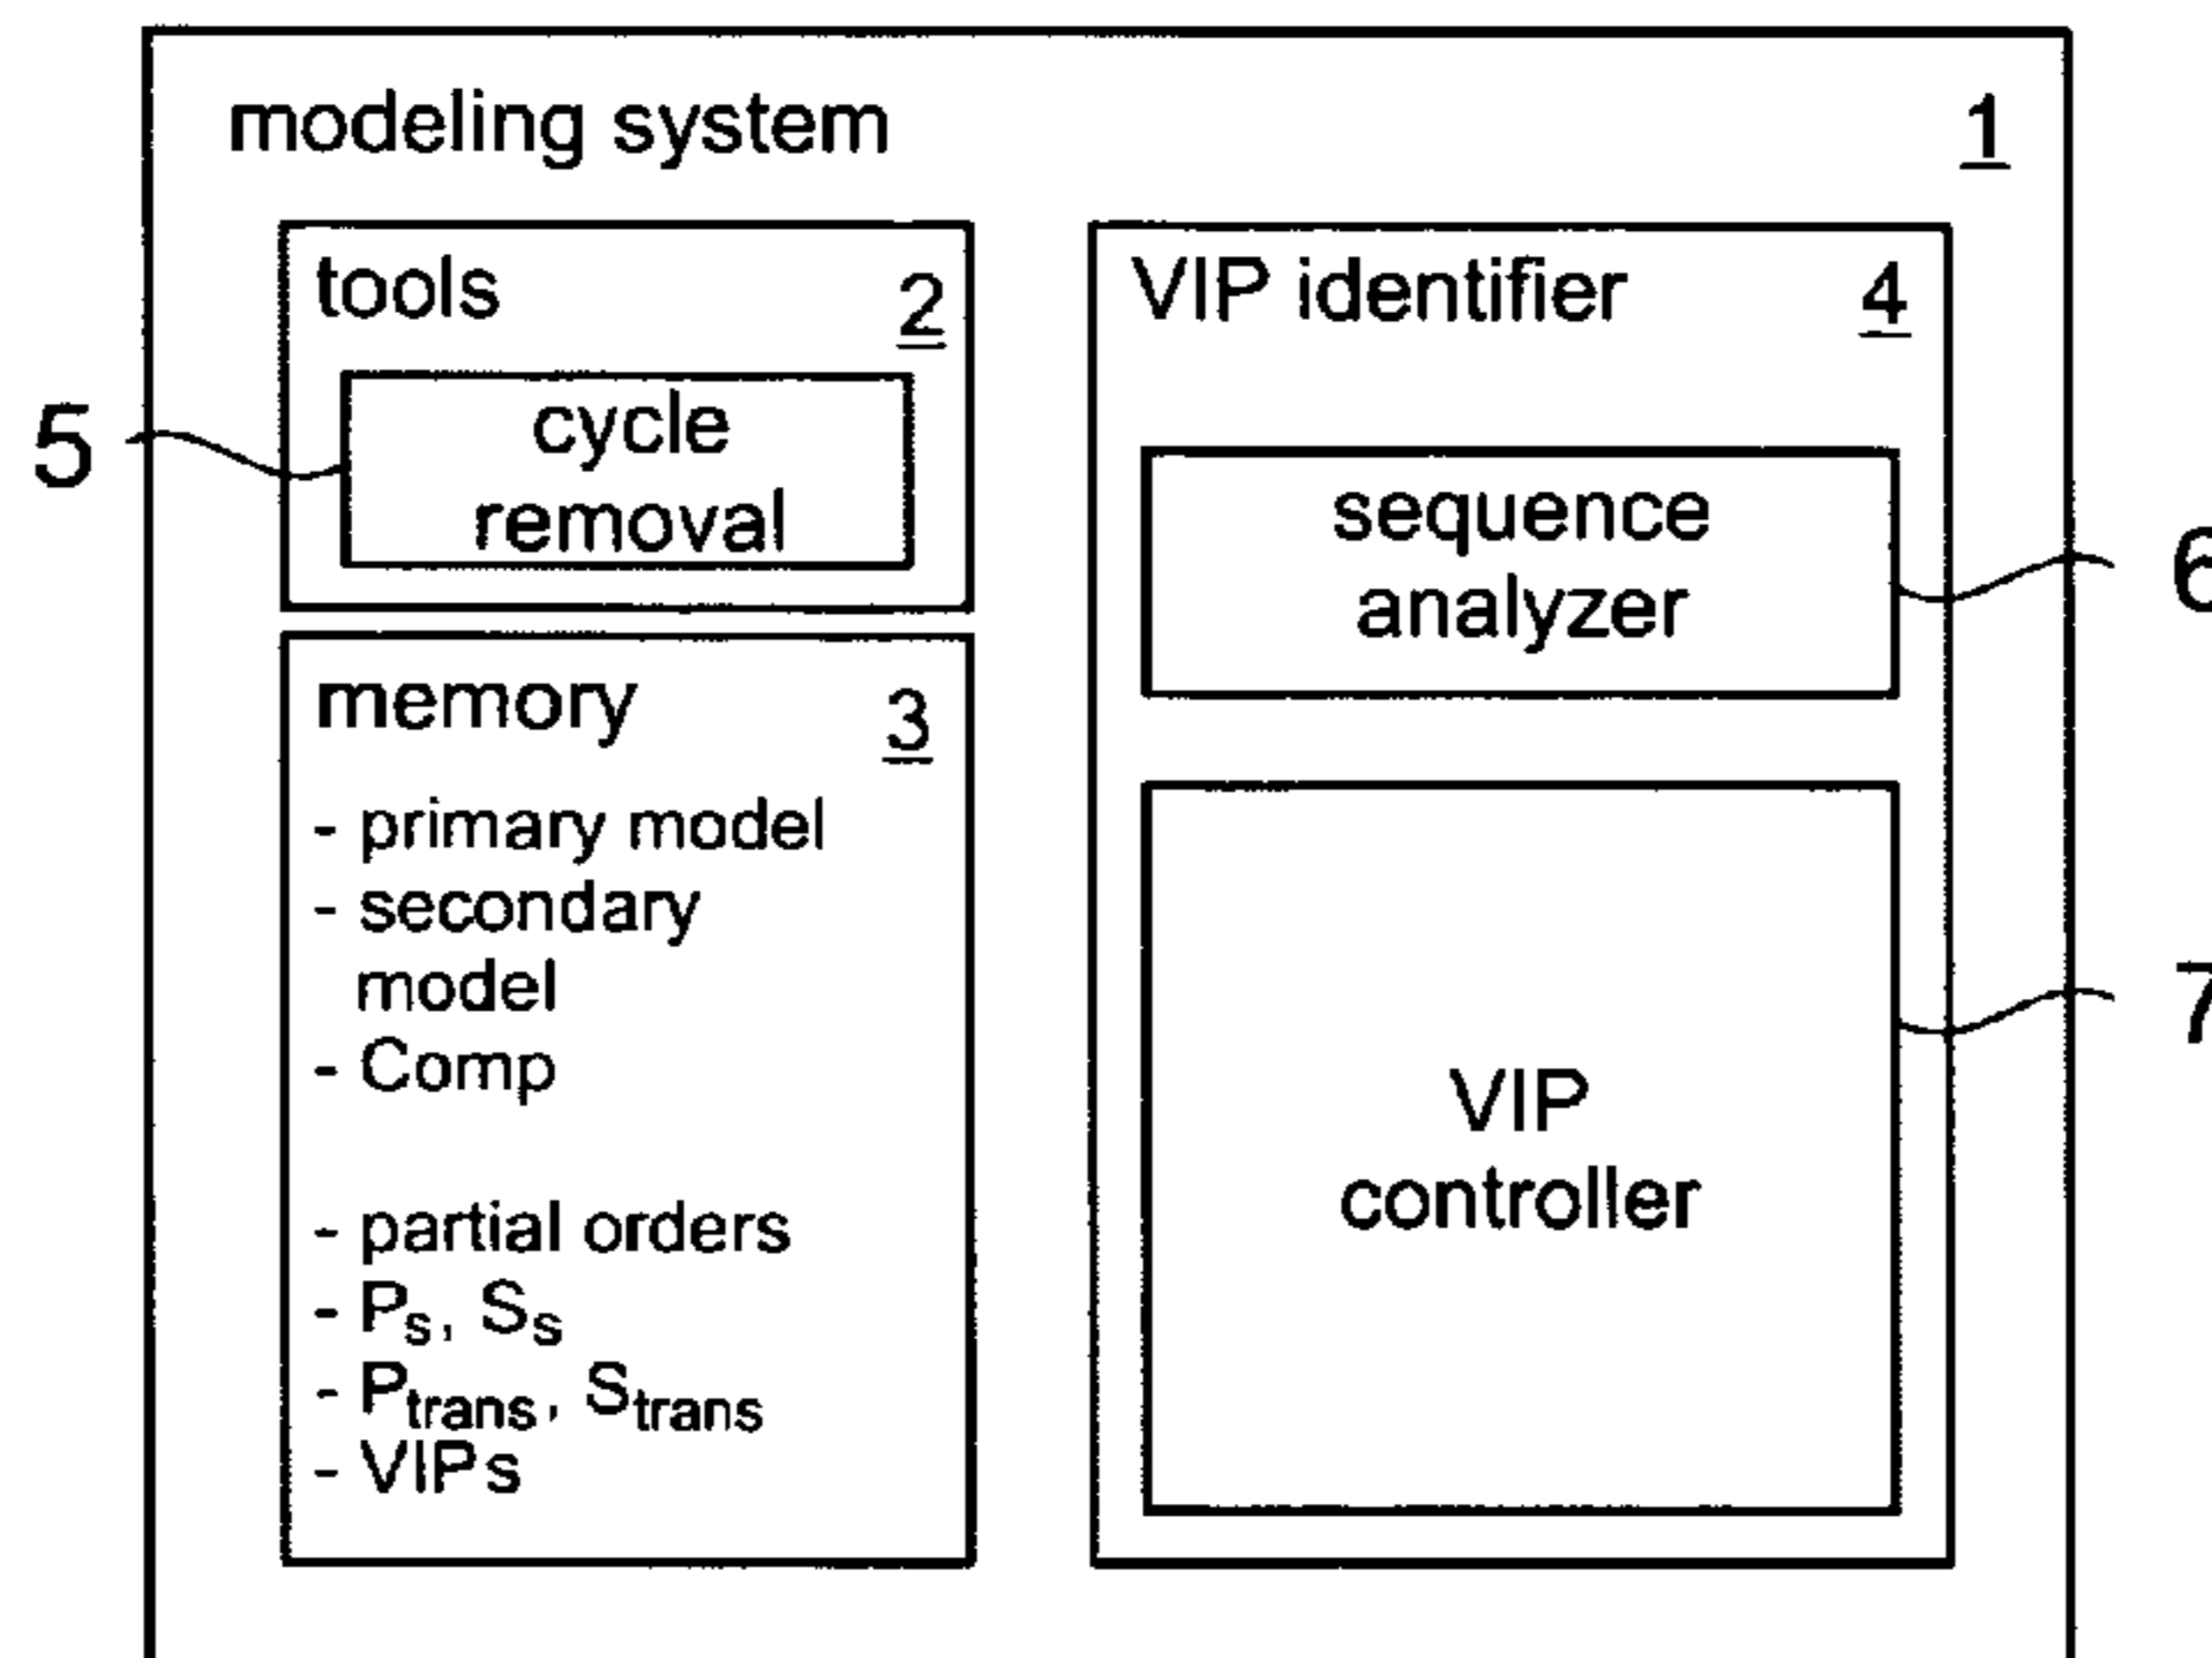 modeling system 1
tools 2
cycle
removal
5
memory 3
- primary model
- secondary
model
- Comp
- partial orders
- Ps, Ss
- Ptrans, Strans
- VIPs
VIP identifier 4
sequence
analyzer
6
VIP
controller
7